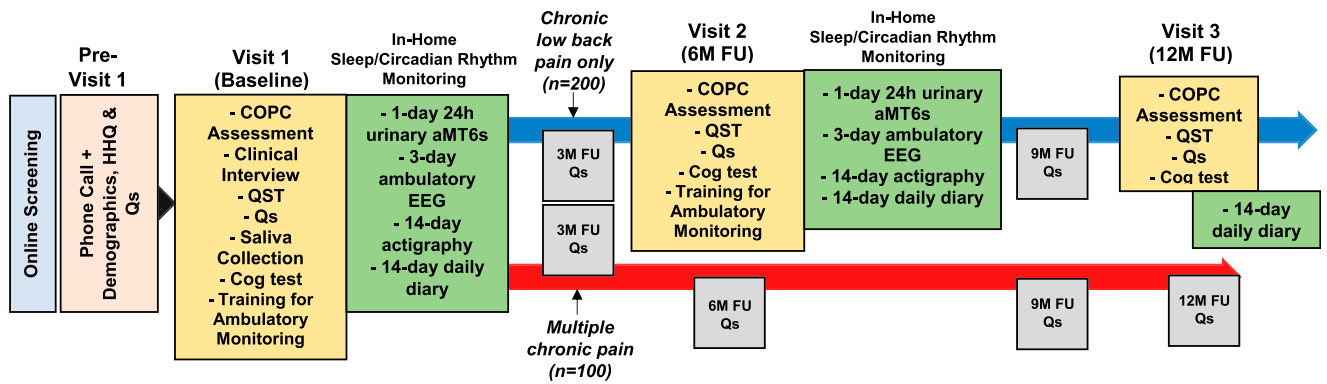 Online Screening
Pre-
Visit 1
Phone Call +
Demographics, HHQ &
Qs
Visit 1
(Baseline)
- COPC
Assessment
- Clinical
Interview
- QST
- Qs
- Saliva
Collection
- Cog test
- Training for
Ambulatory
Monitoring
In-Home
Sleep/Circadian Rhythm
Monitoring
- 1-day 24h
urinary aMT6s
- 3-day
ambulatory
EEG
- 14-day
actigraphy
- 14-day daily
diary
Chronic
low back
pain only
(n=200)
3M FU
Qs
3M FU
Qs
Multiple
chronic pain
(n=100)
Visit 2
(6M FU)
- COPC
Assessment
- QST
- Qs
- Cog test
- Training for
Ambulatory
Monitoring
6M FU
Qs
In-Home
Sleep/Circadian Rhythm
Monitoring
- 1-day 24h urinary
aMT6s
- 3-day ambulatory
EEG
- 14-day actigraphy
- 14-day daily diary
9M FU
Qs
9M FU
Qs
Visit 3
(12M FU)
- COPC
Assessment
- QST
- Qs
- Cog test
- 14-day
daily diary
12M FU
Qs